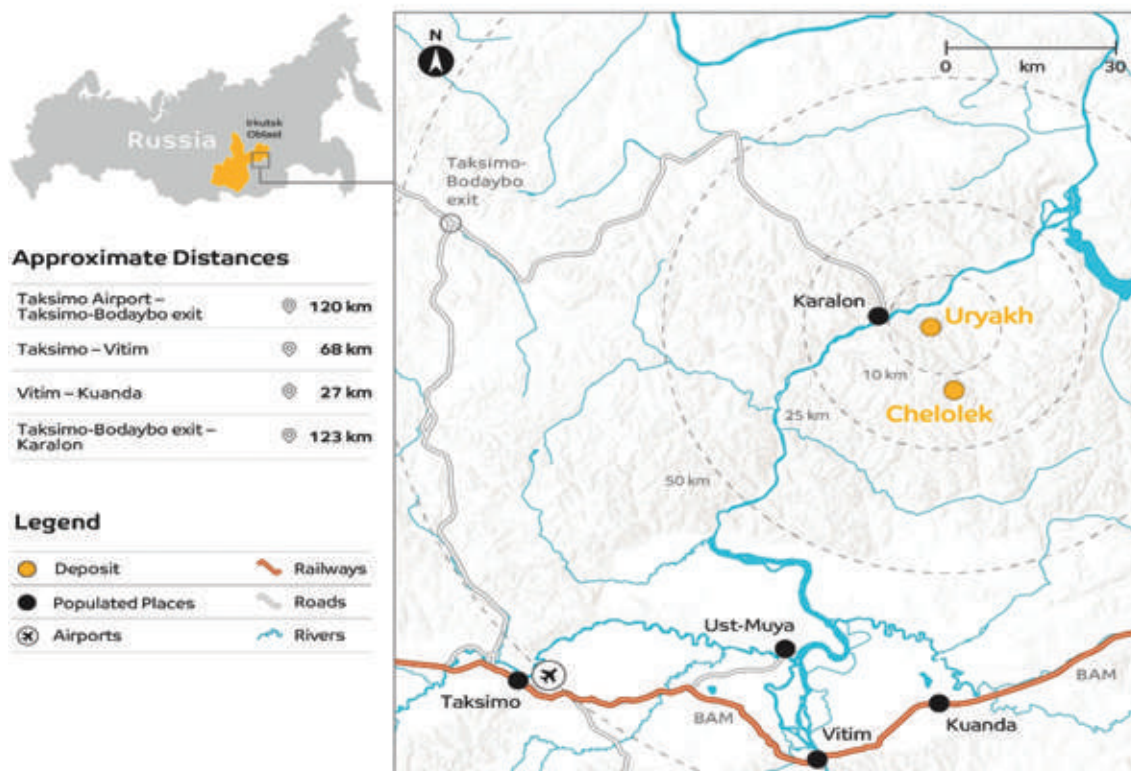 Russia
Irkutsk
Oblast
Approximate Distances
Taksimo Airport –
Taksimo-Bodaybo exit
120 km
Taksimo – Vitim
68 km
Vitim – Kuanda
27 km
Taksimo-Bodaybo exit –
Karalon
123 km
Legend
Deposit
Railways
Populated Places
Roads
Airports
Rivers
N
0 km 30
Taksimo-
Bodaybo
exit
Karalon
Uryakh
10 km
Chelolek
25 km
50 km
Ust-Muya
Taksimo
BAM
Vitim
Kuanda
BAM